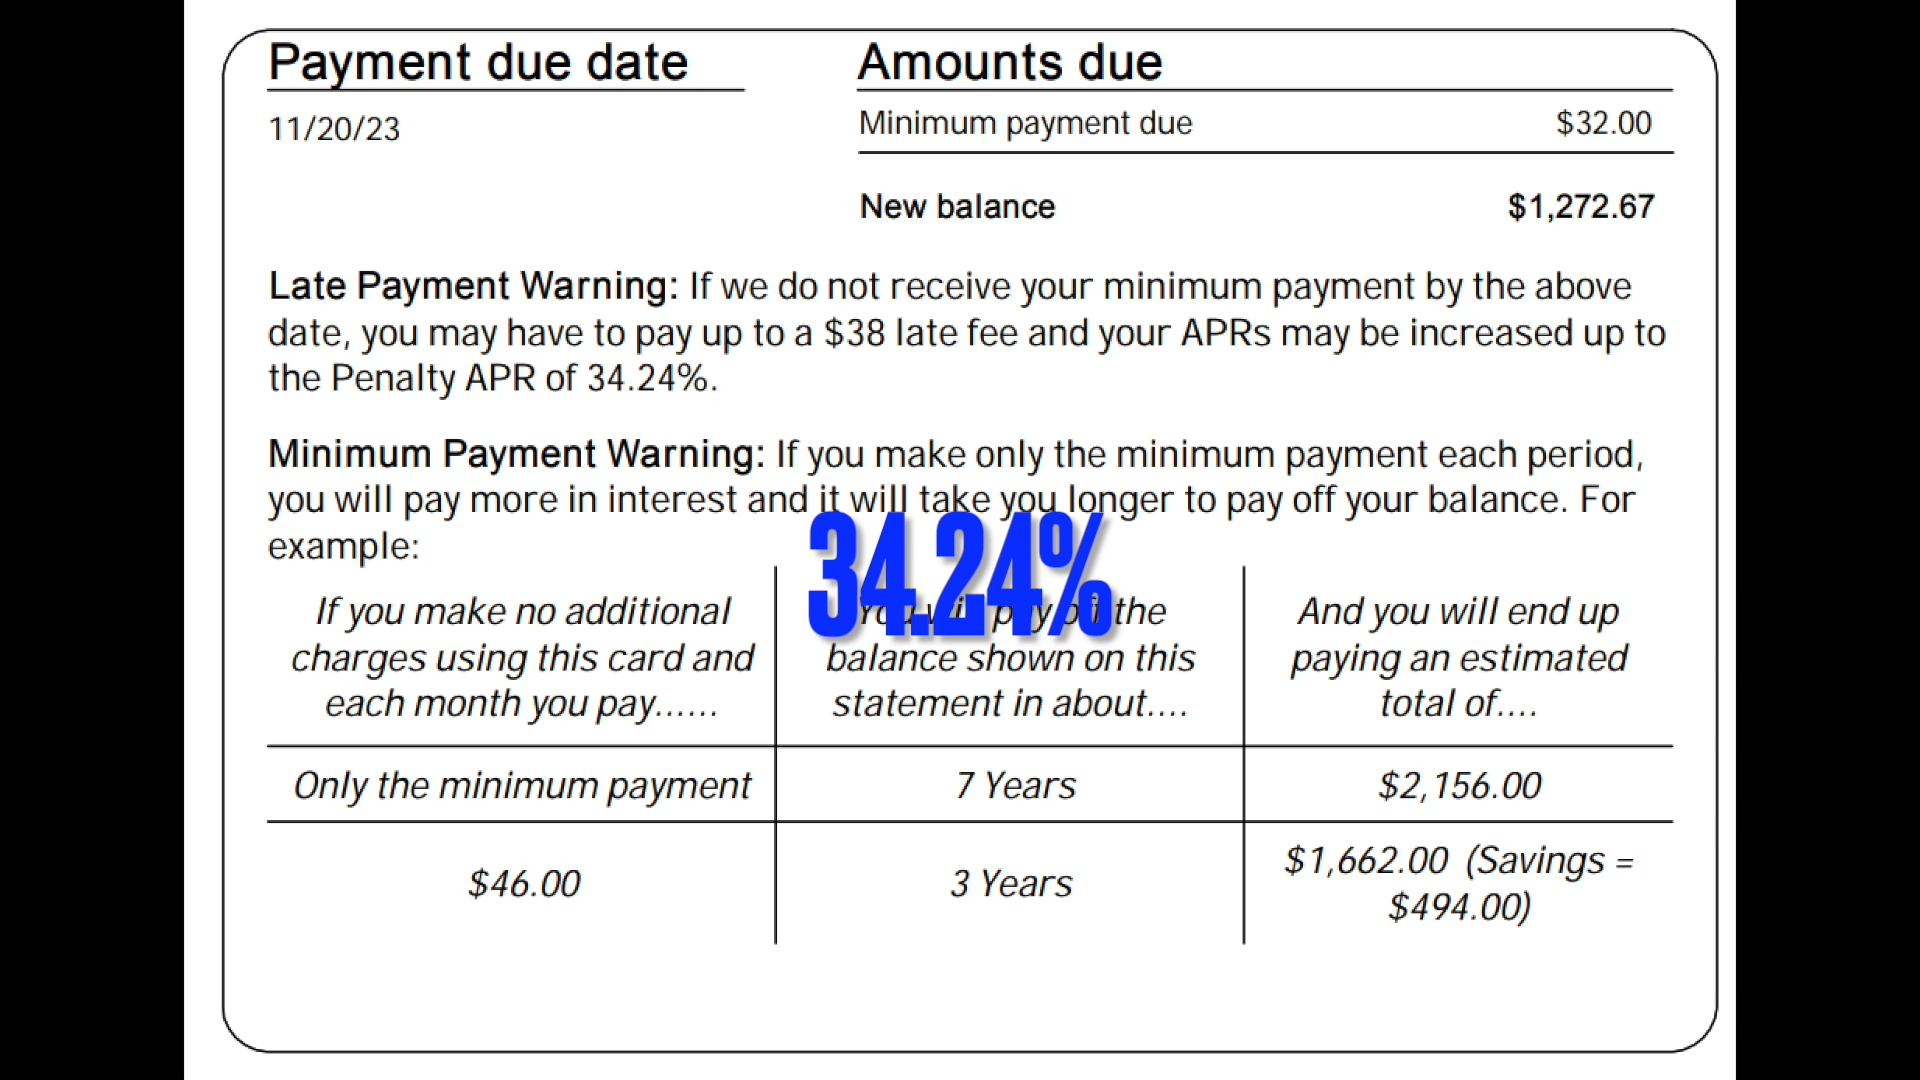 Payment due date
11/20/23
Amounts due
Minimum payment due $32.00
New balance $1,272.67
Late Payment Warning: If we do not receive your minimum payment by the above
date, you may have to pay up to a $38 late fee and your APRs may be increased up to
the Penalty APR of 34.24%.
Minimum Payment Warning: If you make only the minimum payment each period,
you will pay more in interest and it will take you longer to pay off your balance. For
example:
34.24%
If you make no additional
charges using this card and
each month you pay......
You will pay off the
balance shown on this
statement in about....
And you will end up
paying an estimated
total of....
Only the minimum payment 7 Years $2,156.00
$46.00 3 Years $1,662.00 (Savings =
$494.00)